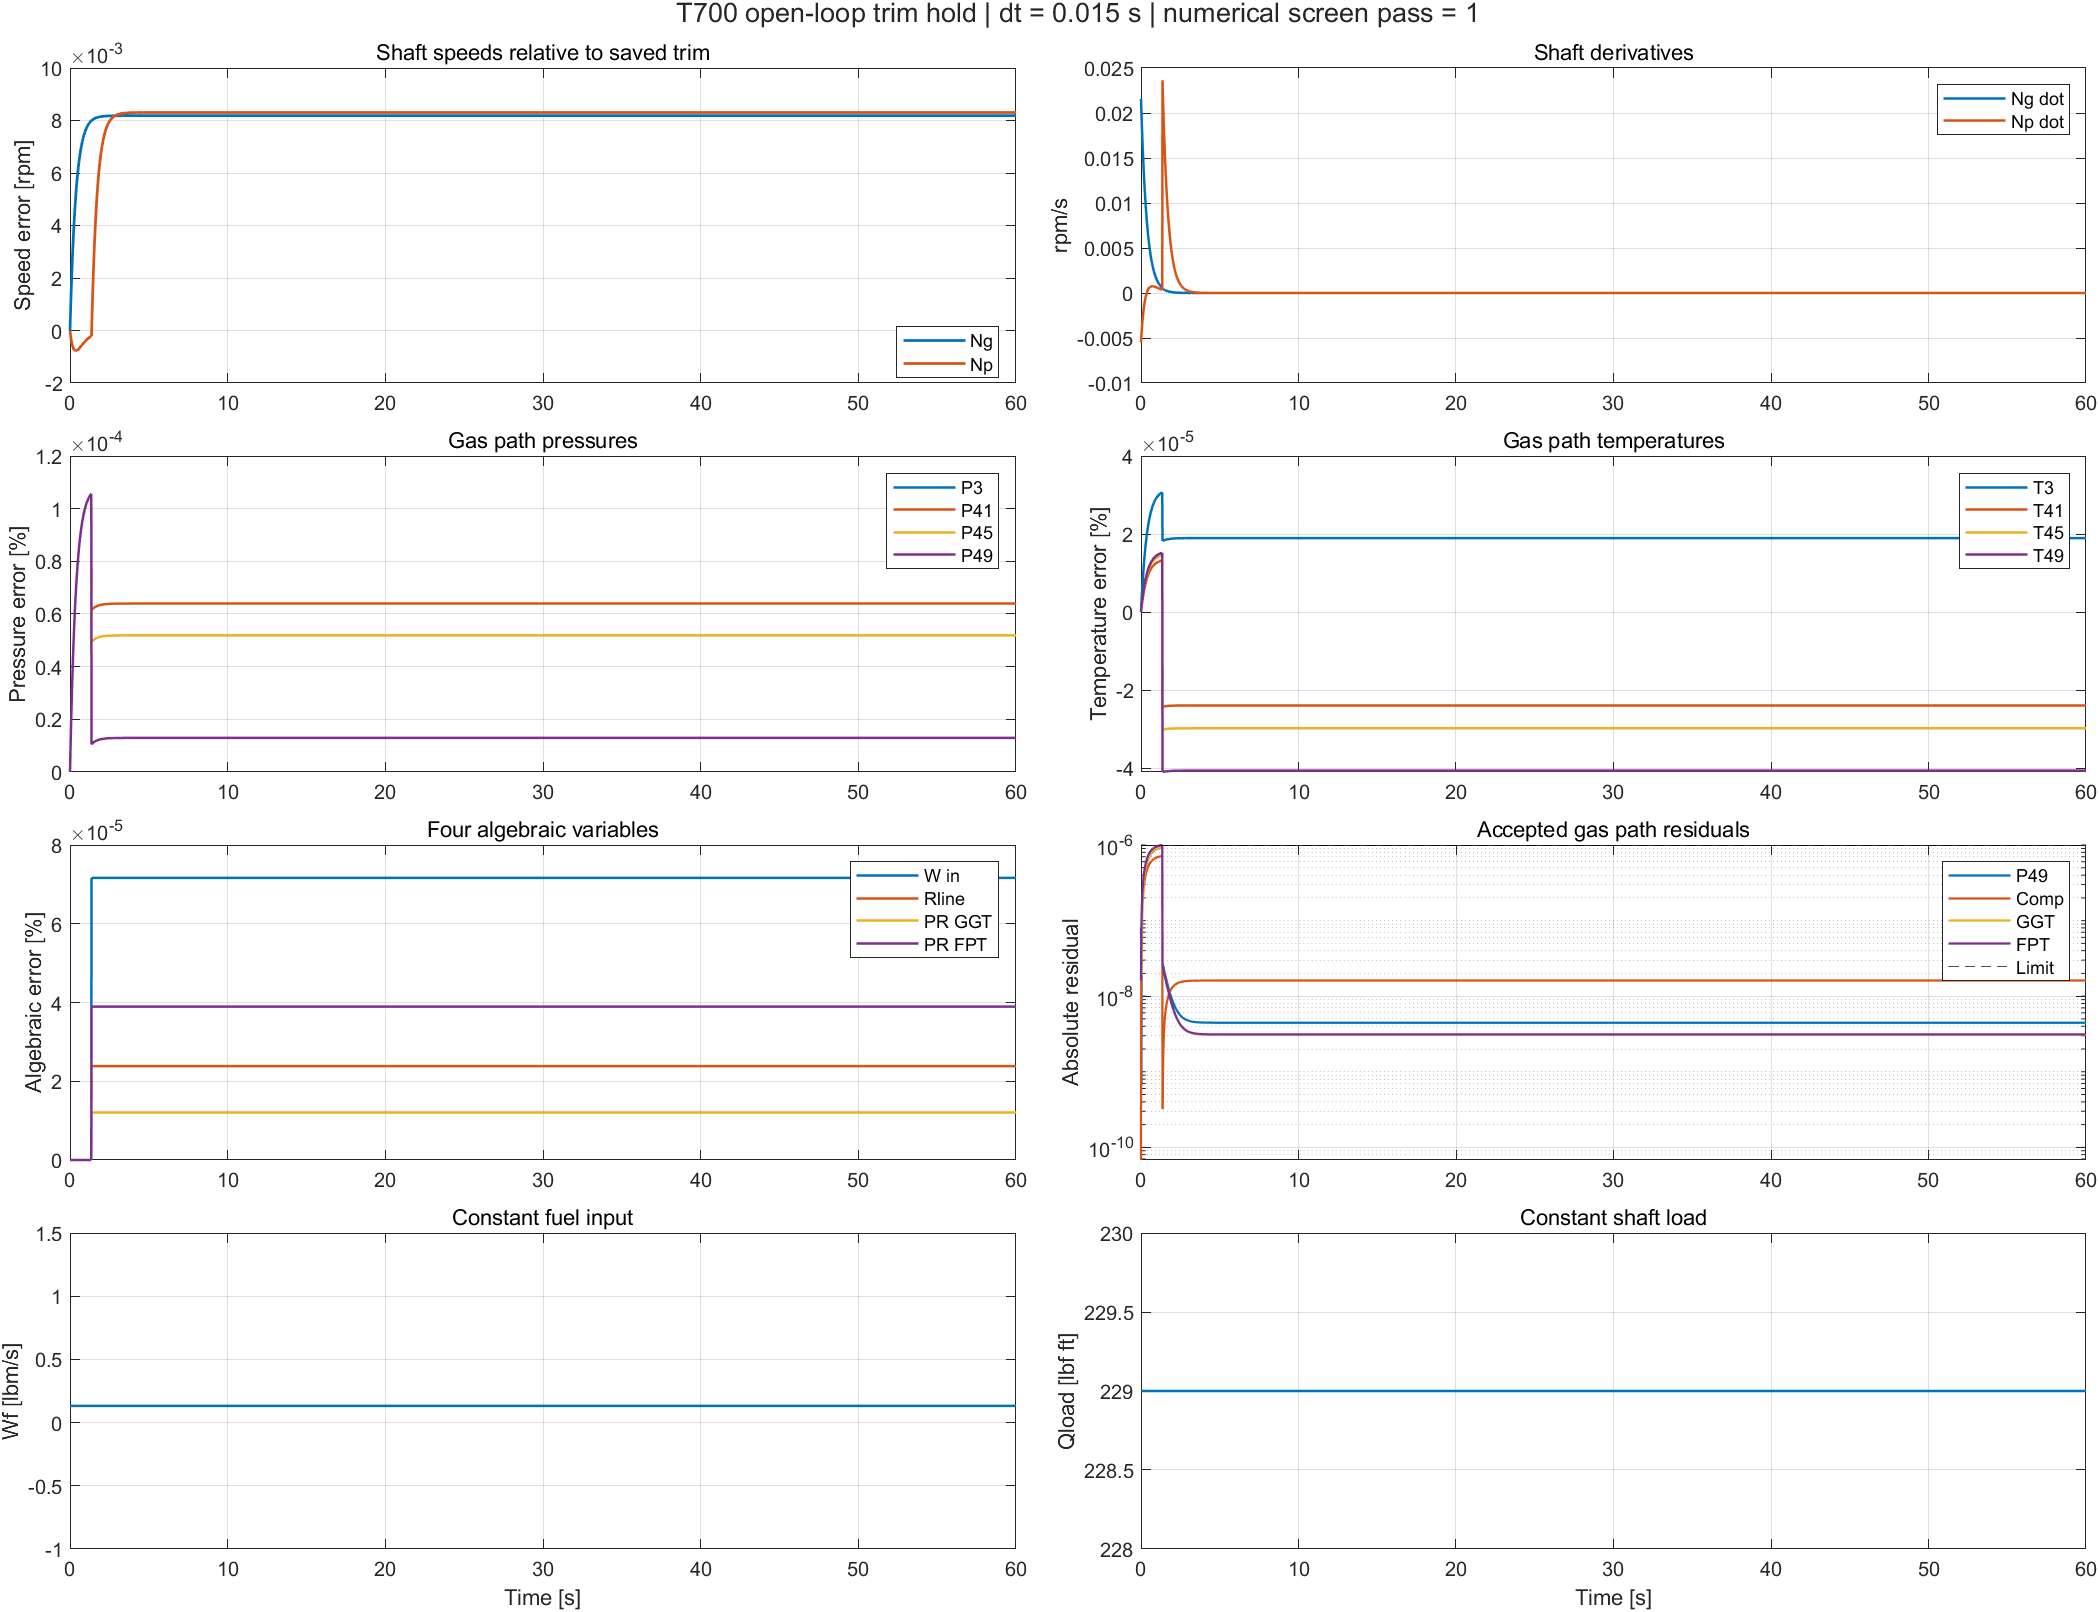 T700 open-loop trim hold | dt = 0.015 s | numerical screen pass = 1
Shaft speeds relative to saved trim
×10-3
10
8
6
4
2
0
-2
Speed error [rpm]
Ng
Np
0 10 20 30 40 50 60
Shaft derivatives
0.025
0.02
0.015
0.01
0.005
0
-0.005
-0.01
rpm/s
Ng dot
Np dot
0 10 20 30 40 50 60
Gas path pressures
×10-4
1.2
1
0.8
0.6
0.4
0.2
0
Pressure error [%]
P3
P41
P45
P49
0 10 20 30 40 50 60
Gas path temperatures
×10-5
4
2
0
-2
-4
Temperature error [%]
T3
T41
T45
T49
0 10 20 30 40 50 60
Four algebraic variables
×10-5
8
6
4
2
0
Algebraic error [%]
W in
Rline
PR GGT
PR FPT
0 10 20 30 40 50 60
Accepted gas path residuals
10-6
10-8
10-10
Absolute residual
P49
Comp
GGT
FPT
Limit
0 10 20 30 40 50 60
Constant fuel input
1.5
1
0.5
0
-0.5
-1
Wf [lbm/s]
0 10 20 30 40 50 60
Time [s]
Constant shaft load
230
229.5
229
228.5
228
Qload [lbf ft]
0 10 20 30 40 50 60
Time [s]